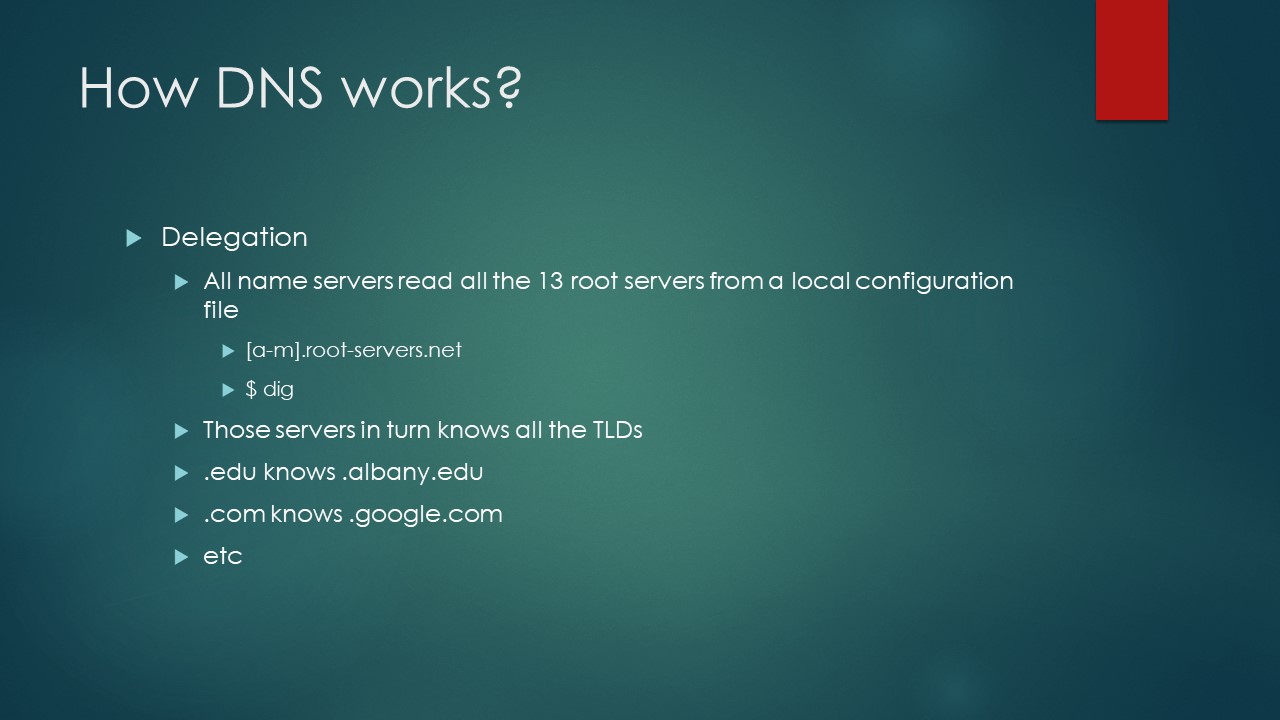 How DNS works?
Delegation
All name servers read all the 13 root servers from a local configuration
file
[a-m].root-servers.net
$ dig
Those servers in turn knows all the TLDs
.edu knows .albany.edu
.com knows .google.com
etc